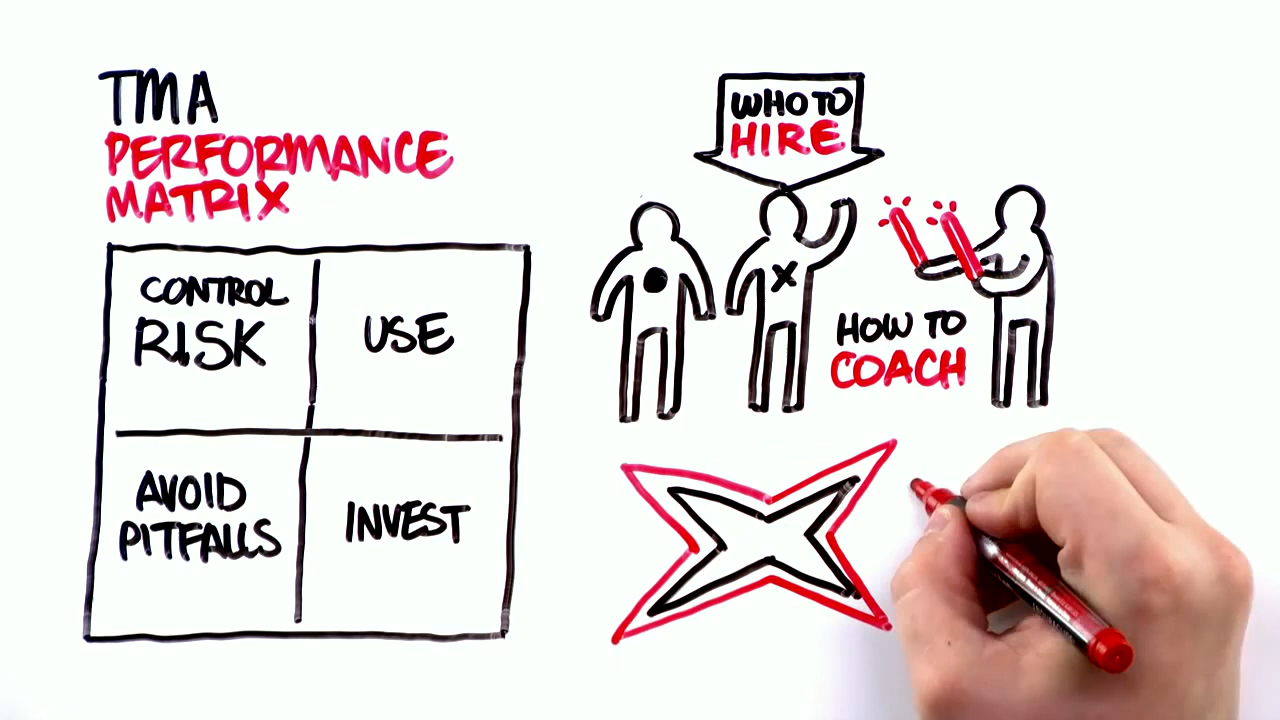 TMA
PERFORMANCE
MATRIX
CONTROL
RISK
USE
AVOID
PITFALLS
INVEST
WHO TO
HIRE
X
HOW TO
COACH